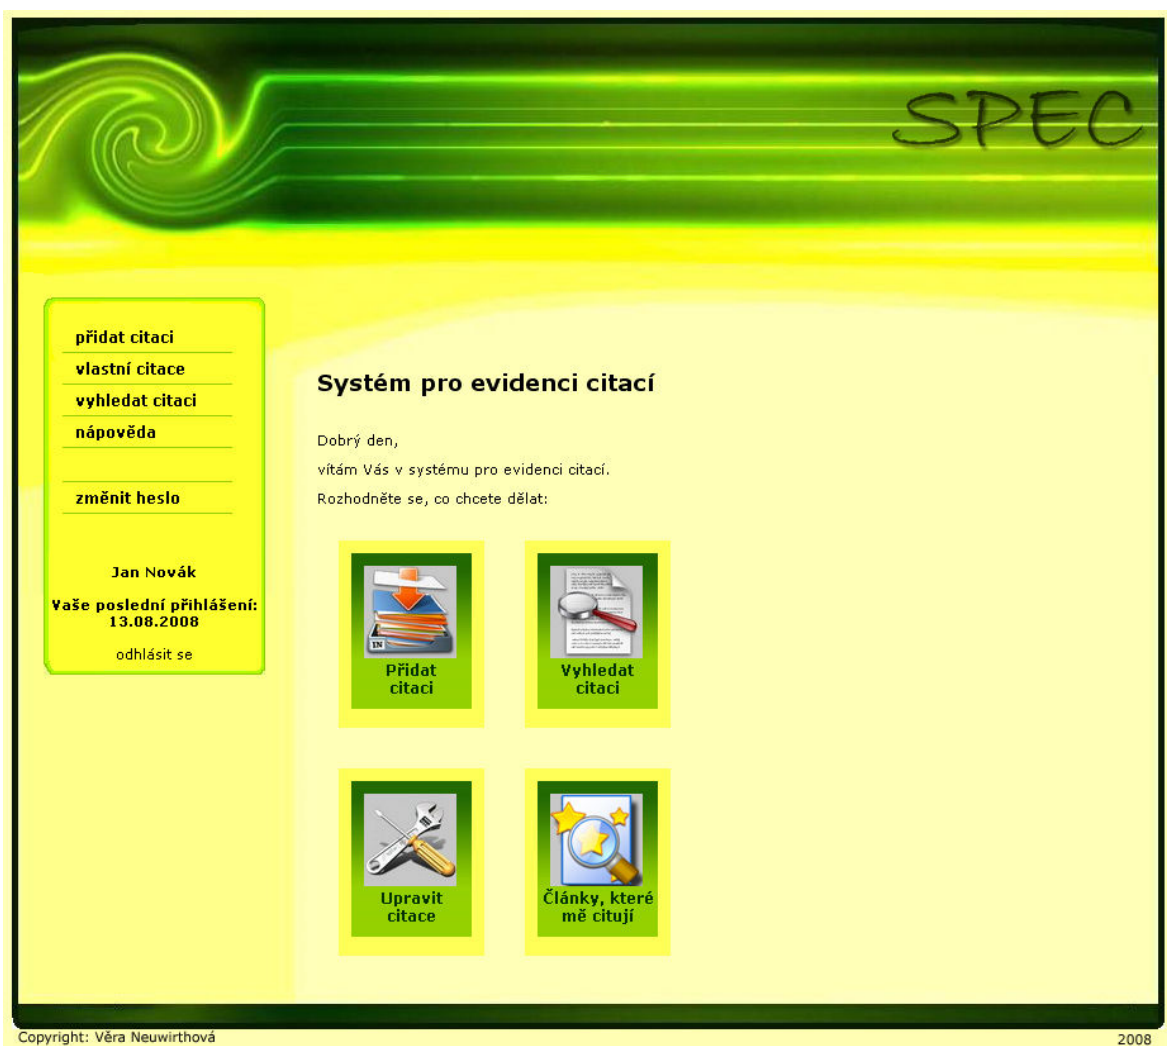 SPEC
přidat citaci
vlastní citace
vyhledat citaci
nápověda
změnit heslo
Jan Novák
Vaše poslední přihlášení:
13.08.2008
odhlásit se
Systém pro evidenci citací
Dobrý den,
vítám Vás v systému pro evidenci citací.
Rozhodněte se, co chcete dělat:
IN
Přidat
citaci
Vyhledat
citaci
Upravit
citace
Články, které
mě citují
Copyright: Věra Neuwirthová
2008